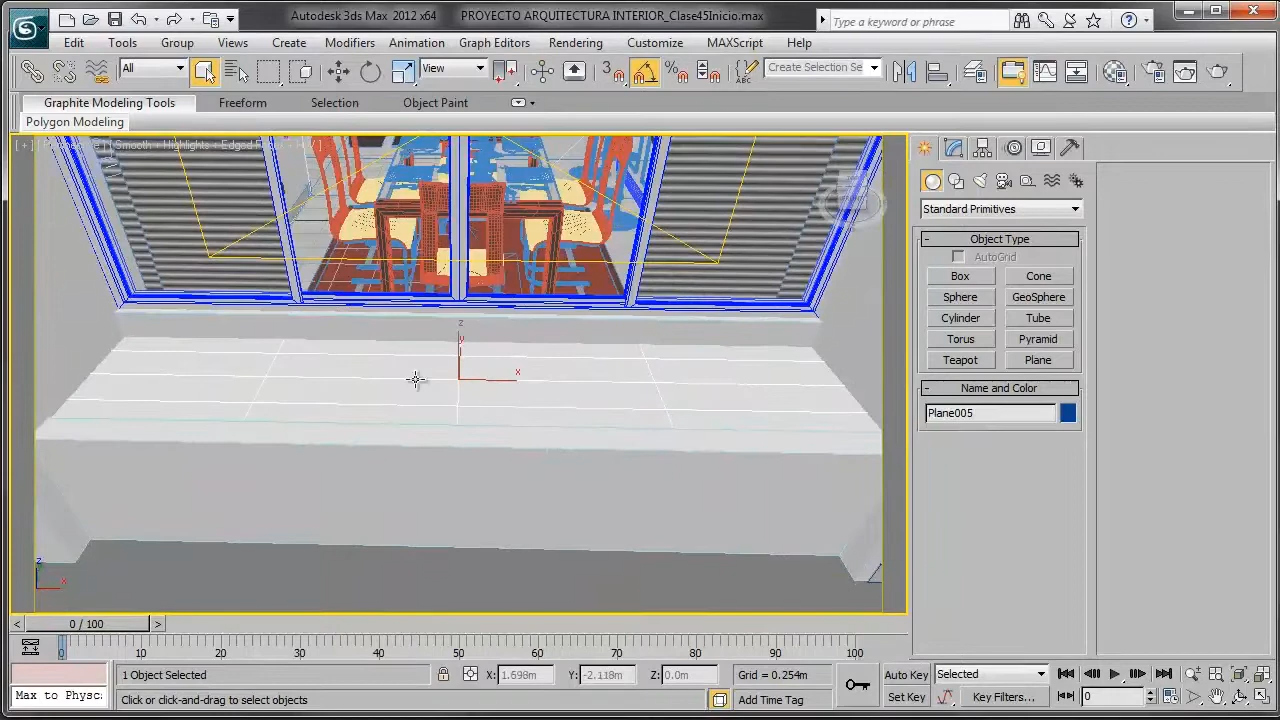 Autodesk 3ds Max 2012 x64 PROYECTO ARQUITECTURA INTERIOR_Clase45Inicio.max
Type a keyword or phrase
Edit Tools Group Views Create Modifiers Animation Graph Editors Rendering Customize MAXScript Help
All View Create Selection Se
Graphite Modeling Tools Freeform Selection Object Paint
Polygon Modeling
Smooth + Highlights
Standard Primitives
Object Type
AutoGrid
Box Cone
Sphere GeoSphere
Cylinder Tube
Torus Pyramid
Teapot Plane
Name and Color
Plane005
z
y
x
z
x
0 / 100
0 10 20 30 40 50 60 70 80 90 100
1 Object Selected X: 1.698m Y: -2.118m Z: 0.0m Grid = 0.254m Auto Key Selected
Max to Physca Click or click-and-drag to select objects Add Time Tag Set Key Key Filters... 0